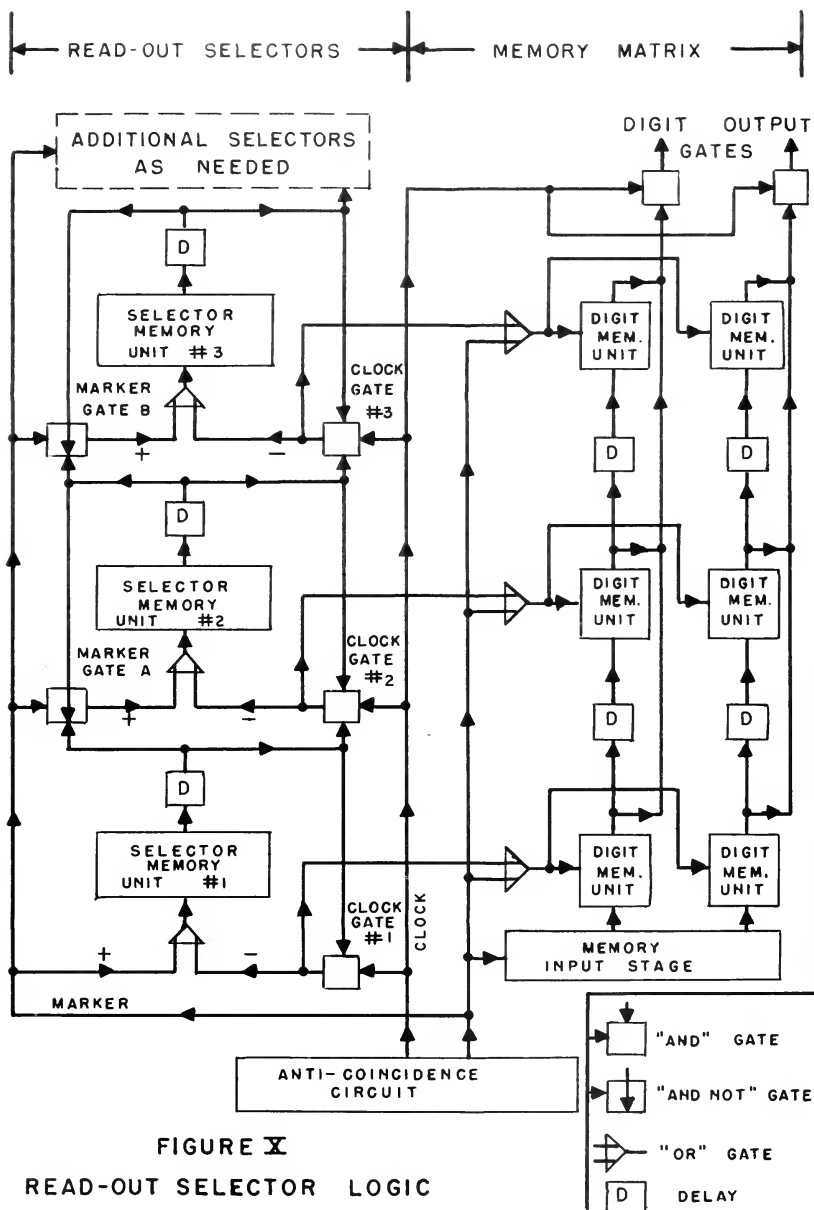 READ-OUT SELECTORS
MEMORY MATRIX
ADDITIONAL SELECTORS
AS NEEDED
DIGIT OUTPUT
GATES
D
SELECTOR
MEMORY
UNIT #3
MARKER
GATE B
CLOCK
GATE
#3
+
−
DIGIT
MEM.
UNIT
DIGIT
MEM.
UNIT
D
D
D
SELECTOR
MEMORY
UNIT #2
MARKER
GATE A
CLOCK
GATE
#2
+
−
DIGIT
MEM.
UNIT
DIGIT
MEM.
UNIT
D
D
D
SELECTOR
MEMORY
UNIT #1
CLOCK
GATE
#1
CLOCK
+
−
DIGIT
MEM.
UNIT
DIGIT
MEM.
UNIT
MEMORY
INPUT STAGE
MARKER
ANTI-COINCIDENCE
CIRCUIT
"AND" GATE
"AND NOT" GATE
"OR" GATE
D DELAY
FIGURE X
READ-OUT SELECTOR LOGIC